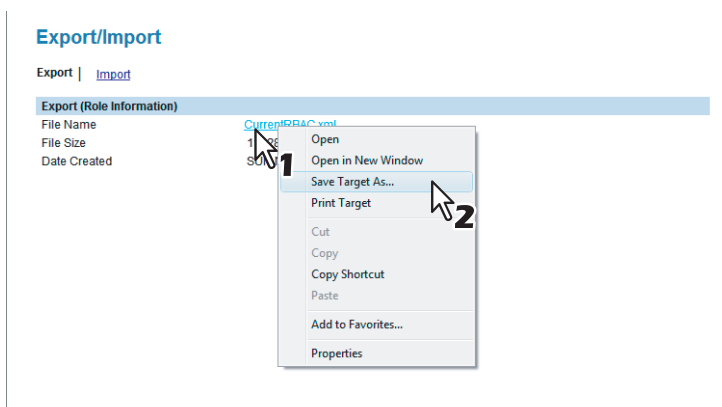 Export/Import
Export | Import
Export (Role Information)
File Name CurrentRBAC.xml
File Size
Date Created
1
Open
Open in New Window
Save Target As...
Print Target
2
Cut
Copy
Copy Shortcut
Paste
Add to Favorites...
Properties